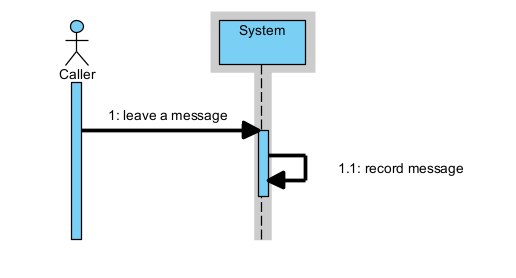 System
Caller
1: leave a message
1.1: record message